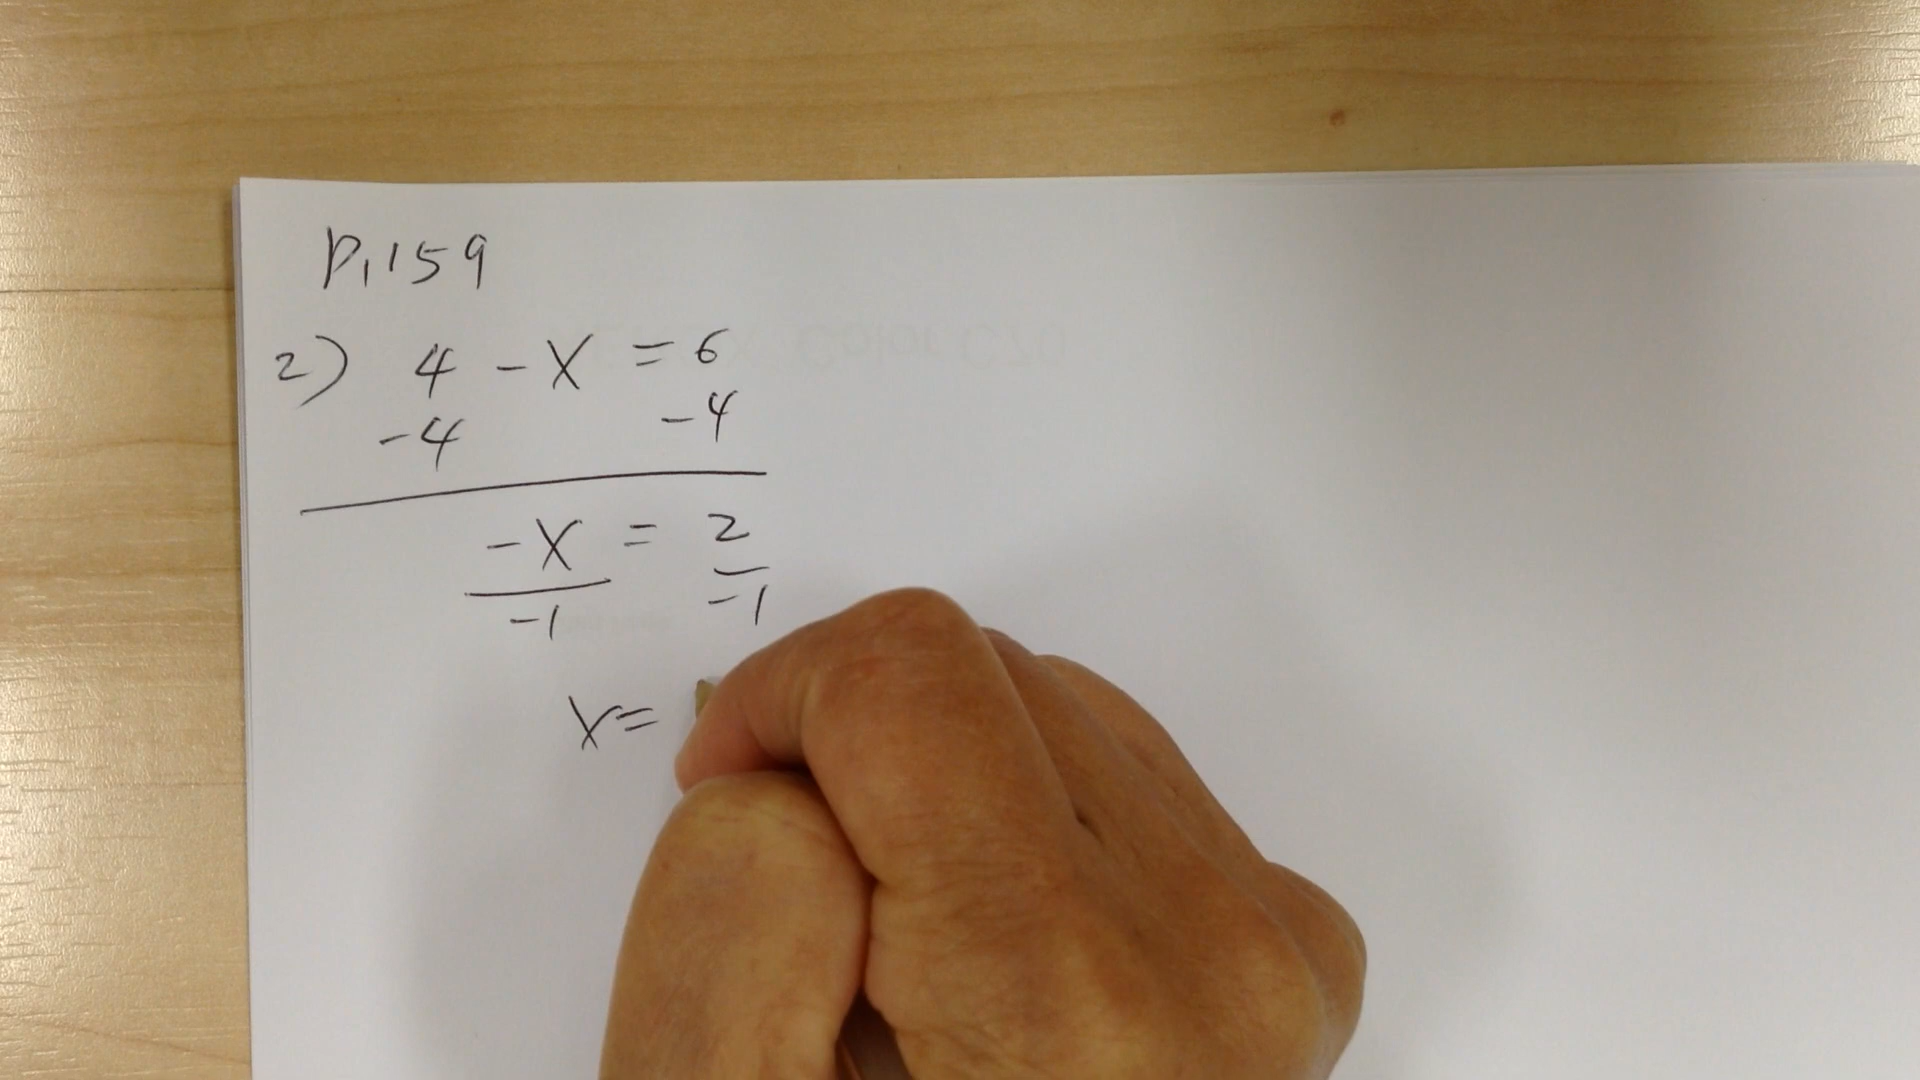 P.159
2) 4 - X = 6
-4 -4
-X = 2
-1 -1
X=